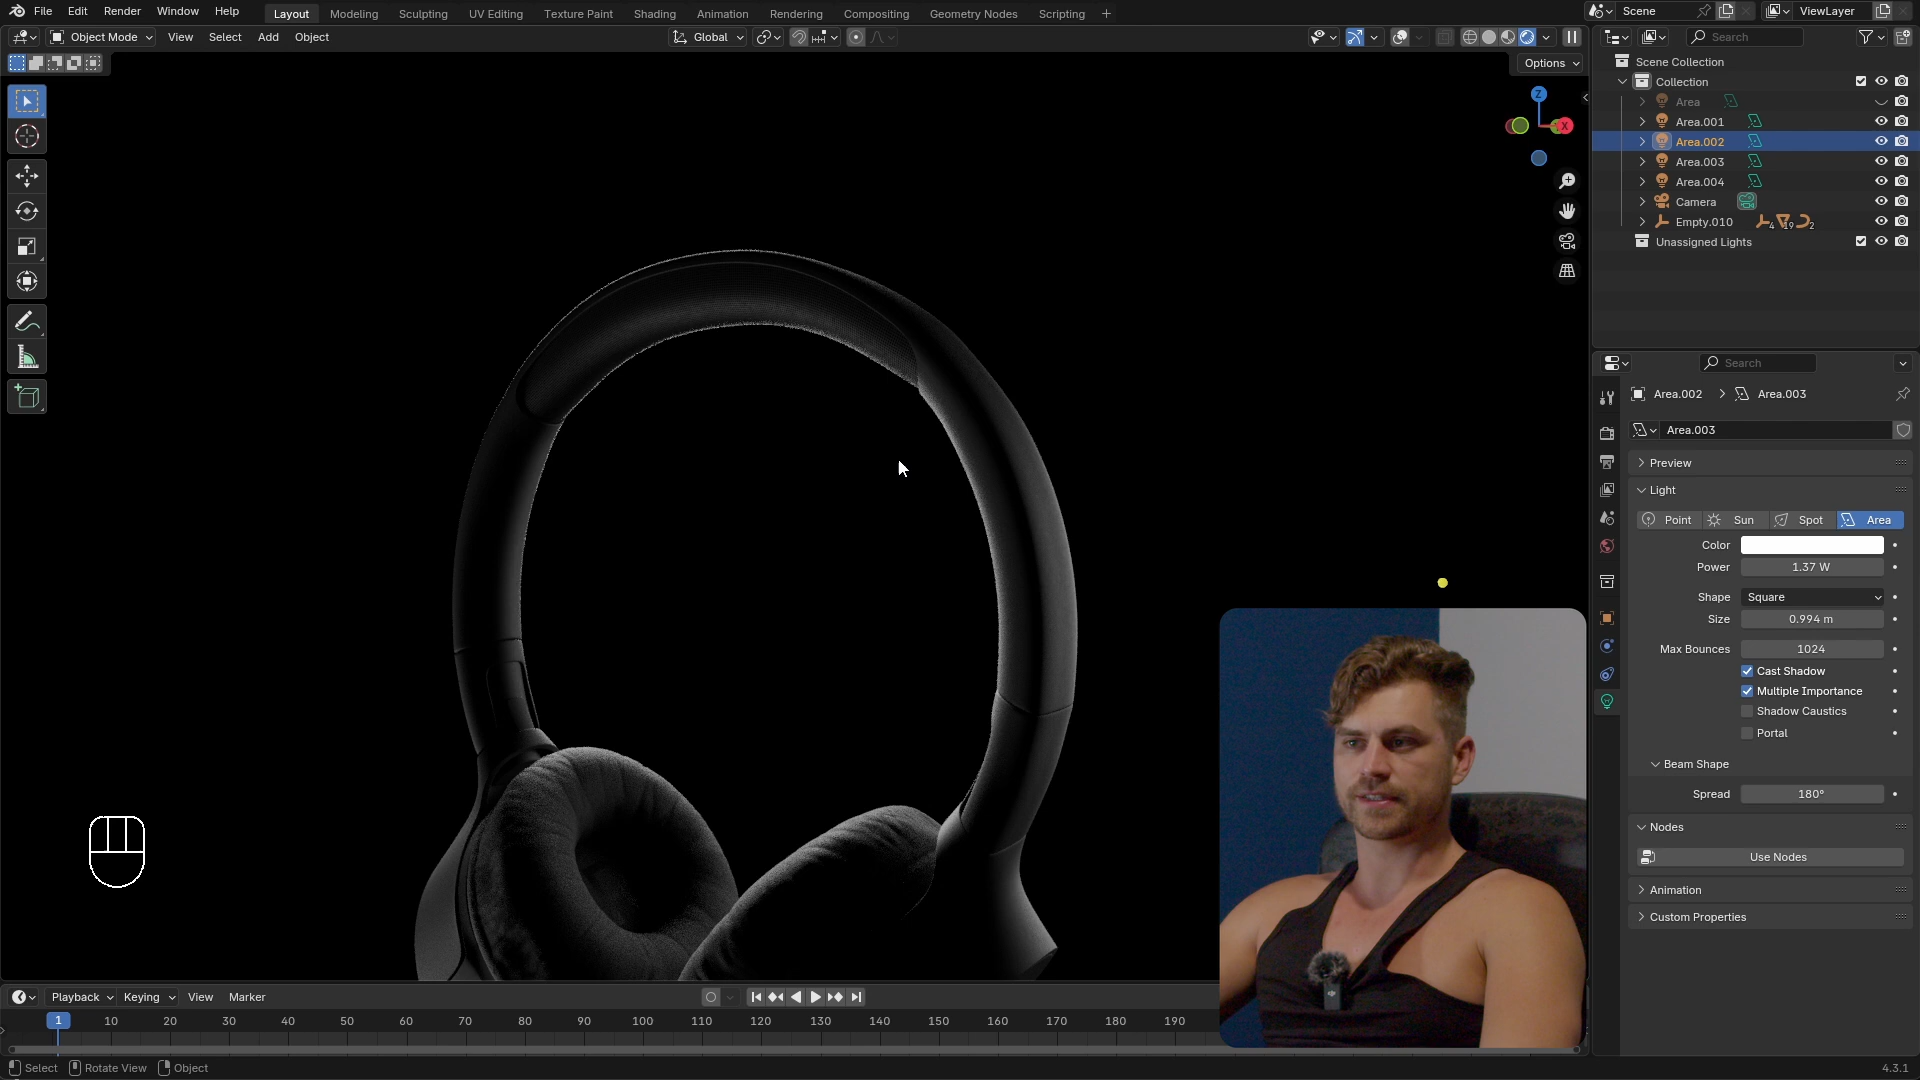 File Edit Render Window Help Layout Modeling Sculpting UV Editing Texture Paint Shading Animation Rendering Compositing Geometry Nodes Scripting + Scene ViewLayer
Object Mode View Select Add Object Global Search
Options
Scene Collection
Collection
Area
Area.001
Area.002
Area.003
Area.004
Camera
Empty.010 4 19 2
Unassigned Lights
Z
X
Search
Area.002 > Area.003
Area.003
Preview
Light
Point Sun Spot Area
Color
Power 1.37 W
Shape Square
Size 0.994 m
Max Bounces 1024
Cast Shadow
Multiple Importance
Shadow Caustics
Portal
Beam Shape
Spread 180°
Nodes
Use Nodes
Animation
Custom Properties
Playback Keying View Marker
1 10 20 30 40 50 60 70 80 90 100 110 120 130 140 150 160 170 180 190
Select Rotate View Object 4.3.1